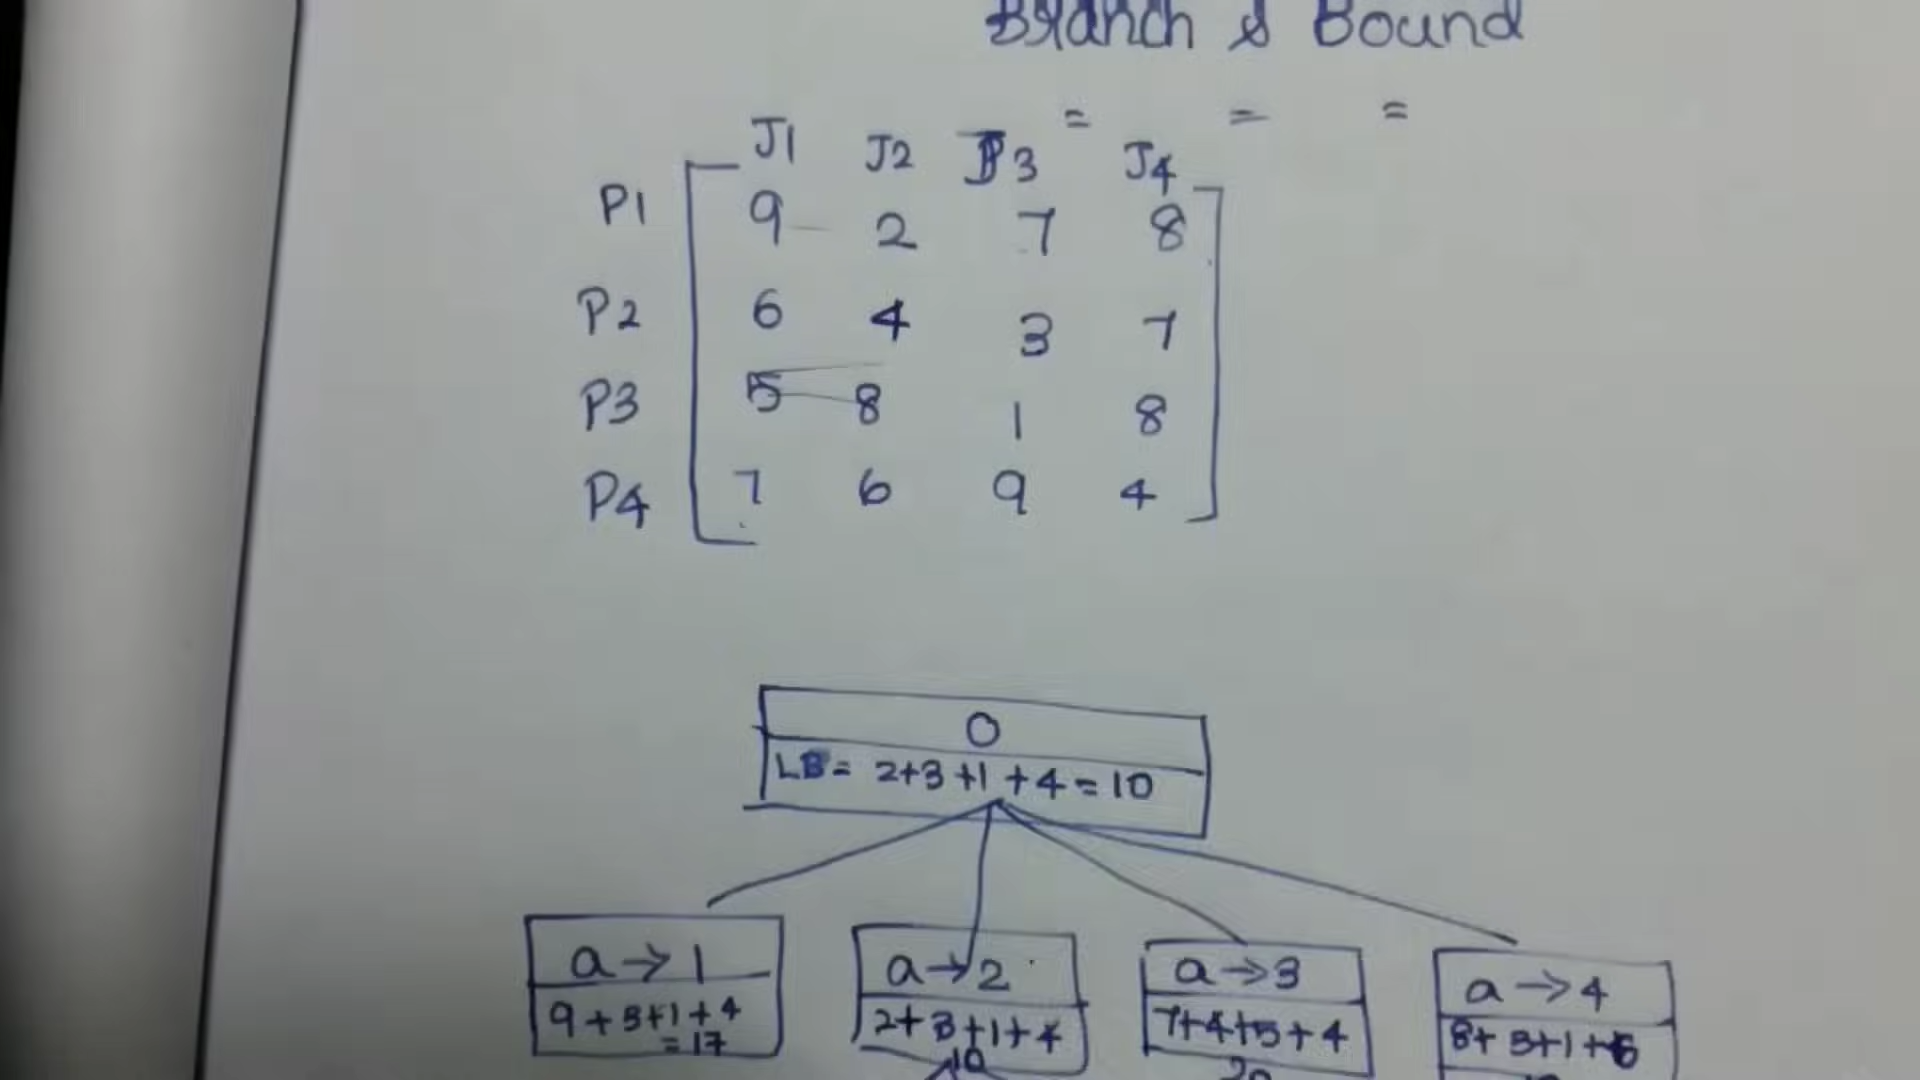 Branch & Bound
= = =
J1 J2 J3 J4
P1 9 2 7 8
P2 6 4 3 7
P3 5 8 1 8
P4 7 6 9 4
0
LB = 2+3+1+4=10
a→1 a→2 a→3 a→4
9+3+1+4 2+3+1+4 7+4+5+4 8+3+1+6
=17 10 20